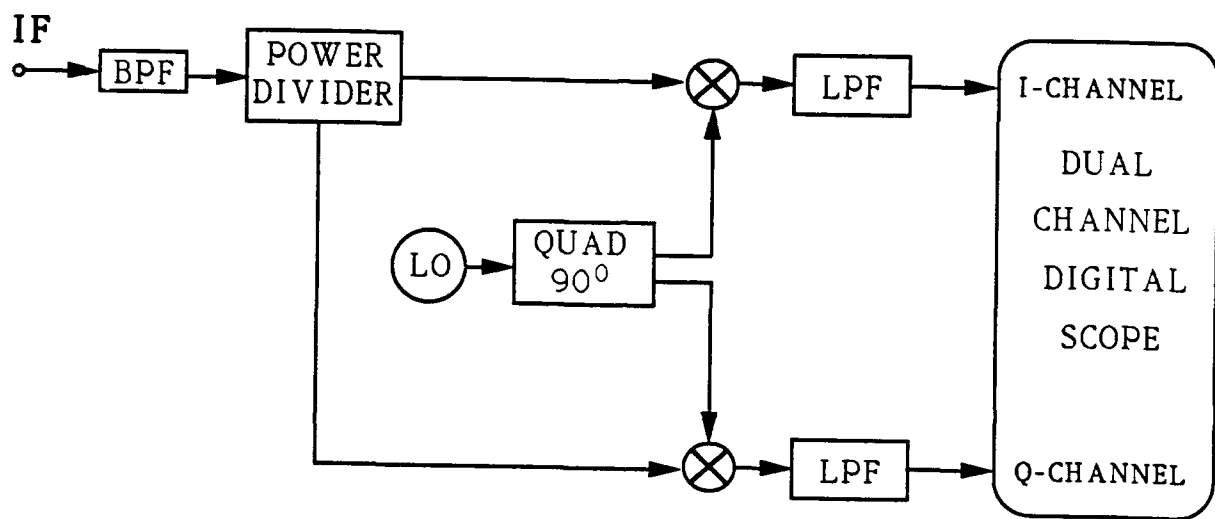 IF
BPF
POWER
DIVIDER
LPF
I-CHANNEL
DUAL
CHANNEL
DIGITAL
SCOPE
LO
QUAD
90⁰
LPF
Q-CHANNEL